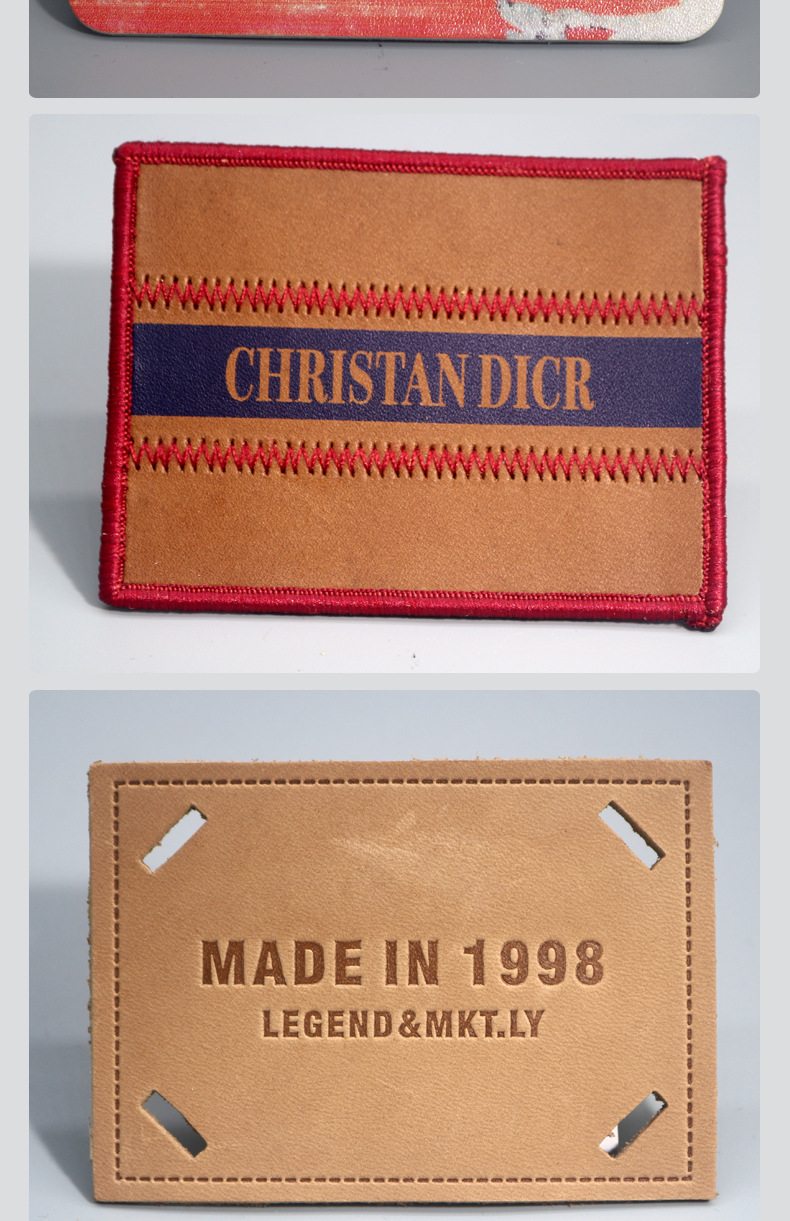 CHRISTAN DICR
MADE IN 1998
LEGEND&MKT.LY